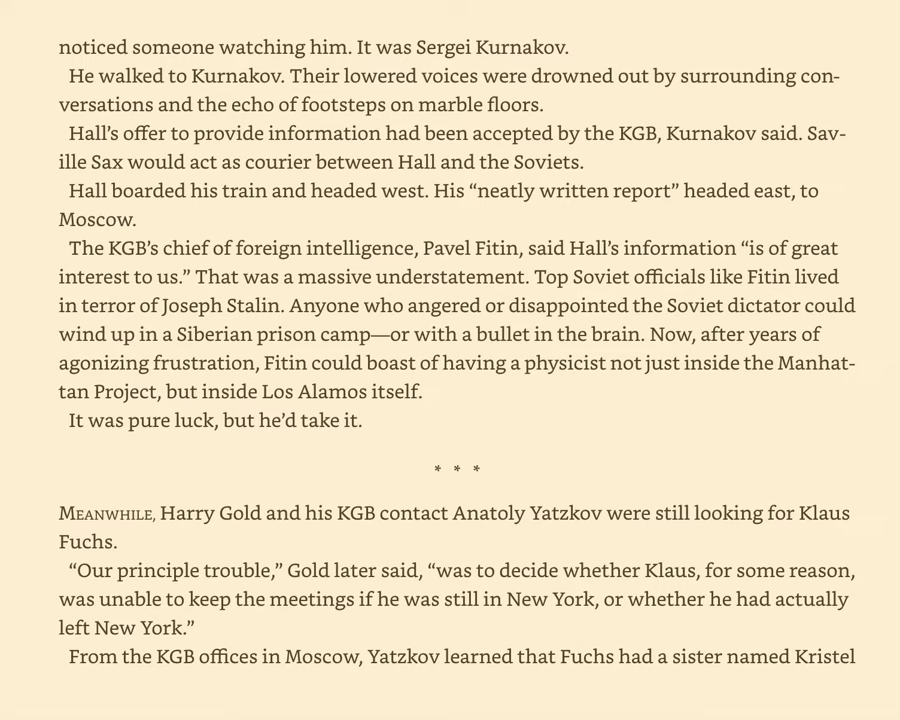 noticed someone watching him. It was Sergei Kurnakov.
He walked to Kurnakov. Their lowered voices were drowned out by surrounding con-
versations and the echo of footsteps on marble floors.
Hall’s offer to provide information had been accepted by the KGB, Kurnakov said. Sav-
ille Sax would act as courier between Hall and the Soviets.
Hall boarded his train and headed west. His “neatly written report” headed east, to
Moscow.
The KGB’s chief of foreign intelligence, Pavel Fitin, said Hall’s information “is of great
interest to us.” That was a massive understatement. Top Soviet officials like Fitin lived
in terror of Joseph Stalin. Anyone who angered or disappointed the Soviet dictator could
wind up in a Siberian prison camp—or with a bullet in the brain. Now, after years of
agonizing frustration, Fitin could boast of having a physicist not just inside the Manhat-
tan Project, but inside Los Alamos itself.
It was pure luck, but he’d take it.
* * *
MEANWHILE, Harry Gold and his KGB contact Anatoly Yatzkov were still looking for Klaus
Fuchs.
“Our principle trouble,” Gold later said, “was to decide whether Klaus, for some reason,
was unable to keep the meetings if he was still in New York, or whether he had actually
left New York.”
From the KGB offices in Moscow, Yatzkov learned that Fuchs had a sister named Kristel